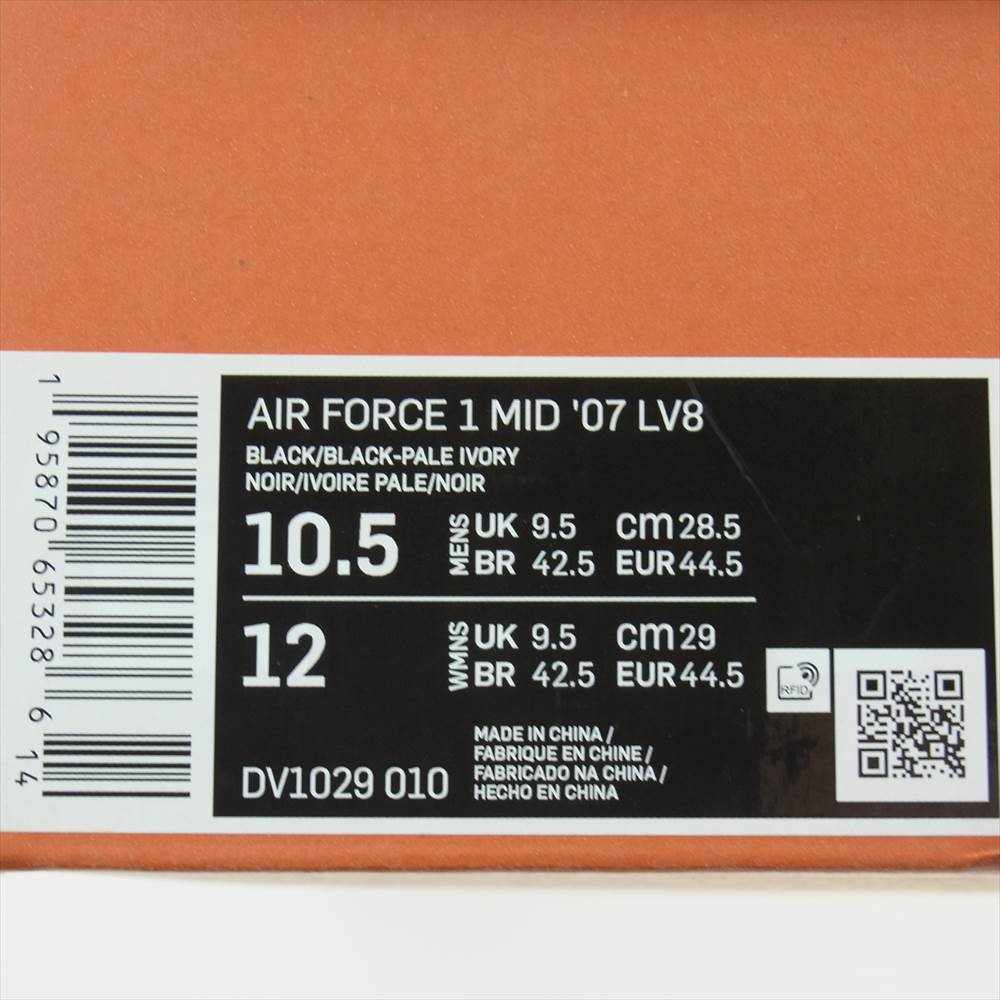 1 95870 65328 6 14
AIR FORCE 1 MID '07 LV8
BLACK/BLACK-PALE IVORY
NOIR/IVOIRE PALE/NOIR
10.5 MENS UK 9.5 cm 28.5
BR 42.5 EUR 44.5
12 WMNS UK 9.5 cm 29
BR 42.5 EUR 44.5
RFID
DV1029 010
MADE IN CHINA /
FABRIQUE EN CHINE /
FABRICADO NA CHINA /
HECHO EN CHINA